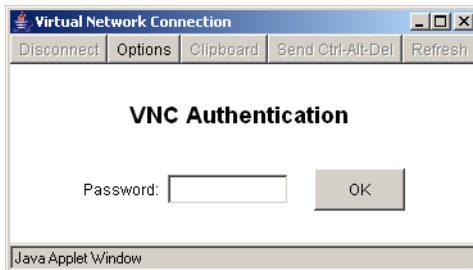 Virtual Network Connection
Disconnect Options Clipboard Send Ctrl-Alt-Del Refresh
VNC Authentication
Password: OK
Java Applet Window